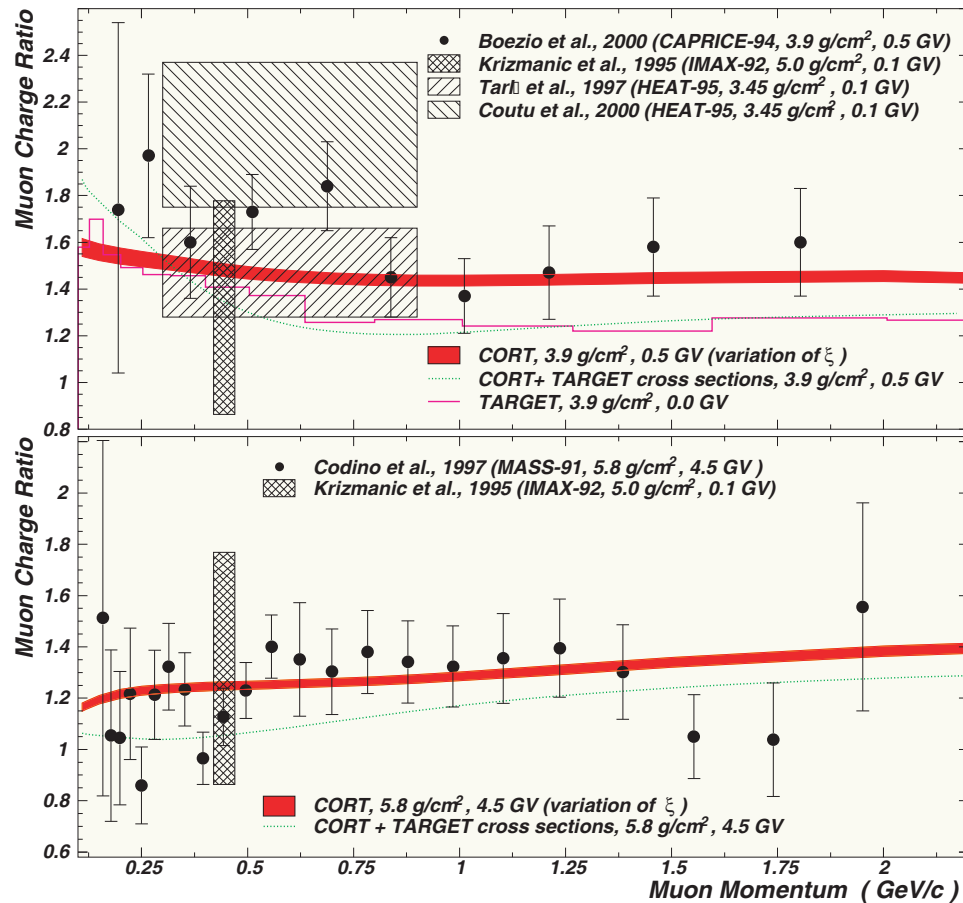 Muon Charge Ratio
2.4
2.2
2
1.8
1.6
1.4
1.2
1
0.8
Boezio et al., 2000 (CAPRICE-94, 3.9 g/cm², 0.5 GV)
Krizmanic et al., 1995 (IMAX-92, 5.0 g/cm², 0.1 GV)
et al., 1997 (HEAT-95, 3.45 g/cm², 0.1 GV)
Coutu et al., 2000 (HEAT-95, 3.45 g/cm², 0.1 GV)
CORT, 3.9 g/cm², 0.5 GV (variation of ξ)
CORT+ TARGET cross sections, 3.9 g/cm², 0.5 GV
TARGET, 3.9 g/cm², 0.0 GV
Muon Charge Ratio
2
1.8
1.6
1.4
1.2
1
0.8
0.6
Codino et al., 1997 (MASS-91, 5.8 g/cm², 4.5 GV )
Krizmanic et al., 1995 (IMAX-92, 5.0 g/cm², 0.1 GV)
CORT, 5.8 g/cm², 4.5 GV (variation of ξ)
CORT + TARGET cross sections, 5.8 g/cm², 4.5 GV
0.25 0.5 0.75 1 1.25 1.5 1.75 2
Muon Momentum ( GeV/c )